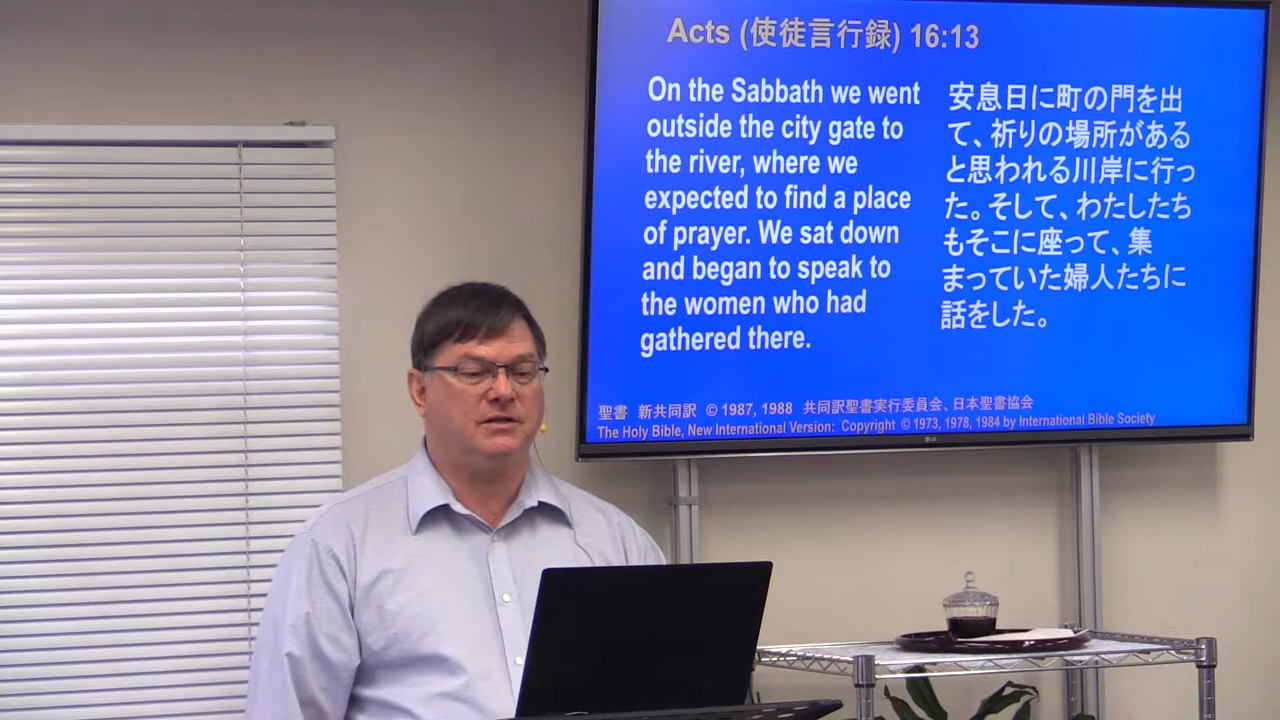 Acts (使徒言行録) 16:13
On the Sabbath we went
outside the city gate to
the river, where we
expected to find a place
of prayer. We sat down
and began to speak to
the women who had
gathered there.
安息日に町の門を出
て、祈りの場所がある
と思われる川岸に行っ
た。そして、わたしたち
もそこに座って、集
まっていた婦人たちに
話をした。
聖書 新共同訳 © 1987, 1988 共同訳聖書実行委員会、日本聖書協会
The Holy Bible, New International Version: Copyright © 1973, 1978, 1984 by International Bible Society
LG